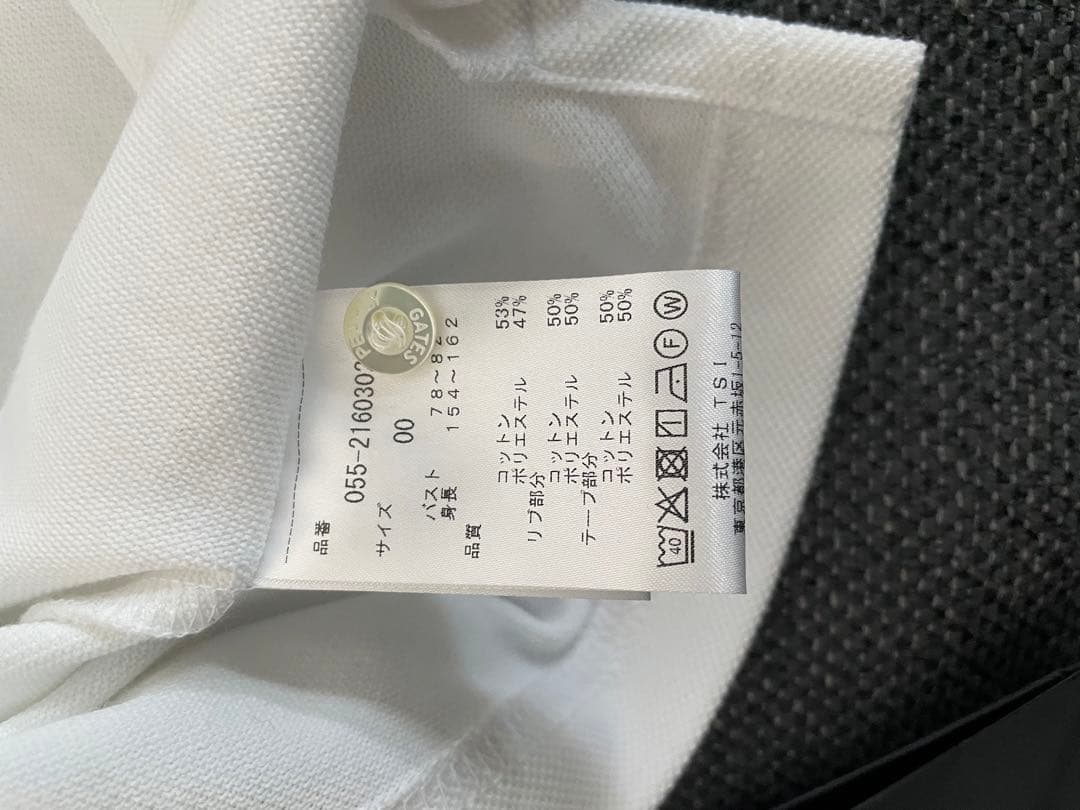 品番
055-2160302
サイズ
00
バスト 78～82
身長 154～162
品質
コットン 53%
ポリエステル 47%
リブ部分
コットン 50%
ポリエステル 50%
テープ部分
コットン 50%
ポリエステル 50%
40
F
W
株式会社 TSI
東京都港区元赤坂1-5-12
GATES